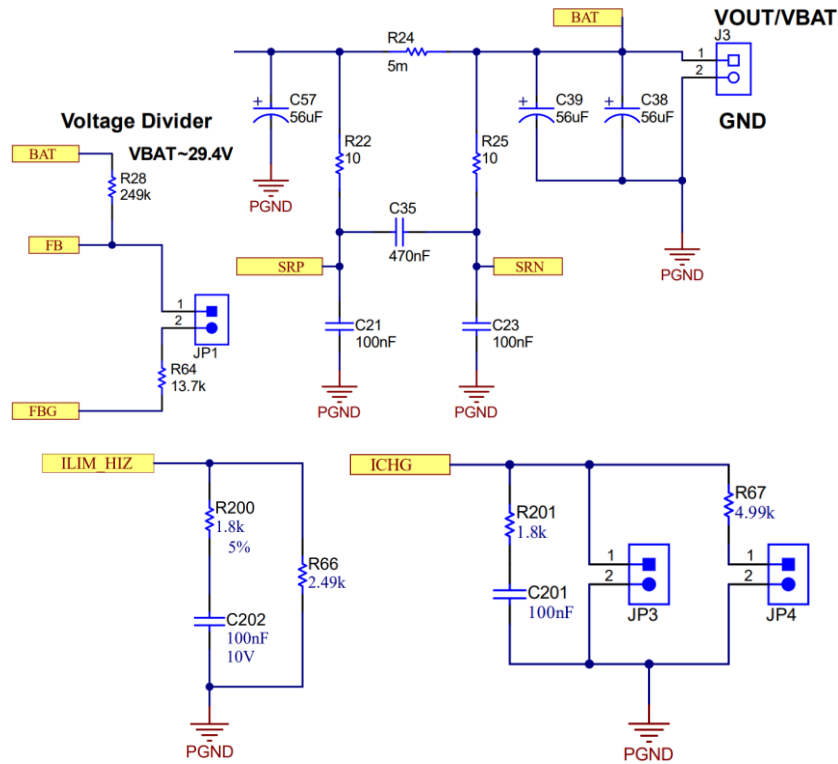 BAT
VOUT/VBAT
J3
R24
5m
1
2
C57
56uF
C39
56uF
C38
56uF
GND
Voltage Divider
BAT
VBAT~29.4V
R28
249k
R22
10
R25
10
PGND
C35
470nF
FB
SRP
SRN
PGND
1
2
JP1
C21
100nF
C23
100nF
R64
13.7k
FBG
PGND
PGND
ILIM_HIZ
R200
1.8k
5%
R66
2.49k
C202
100nF
10V
PGND
ICHG
R201
1.8k
R67
4.99k
1
2
JP3
1
2
JP4
C201
100nF
PGND